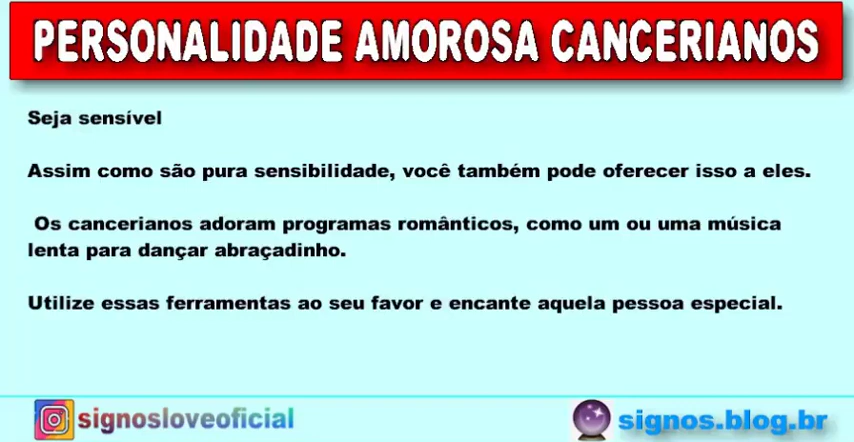 PERSONALIDADE AMOROSA CANCERIANOS
Seja sensível
Assim como são pura sensibilidade, você também pode oferecer isso a eles.
Os cancerianos adoram programas românticos, como um ou uma música
lenta para dançar abraçadinho.
Utilize essas ferramentas ao seu favor e encante aquela pessoa especial.
signosloveoficial
signos.blog.br